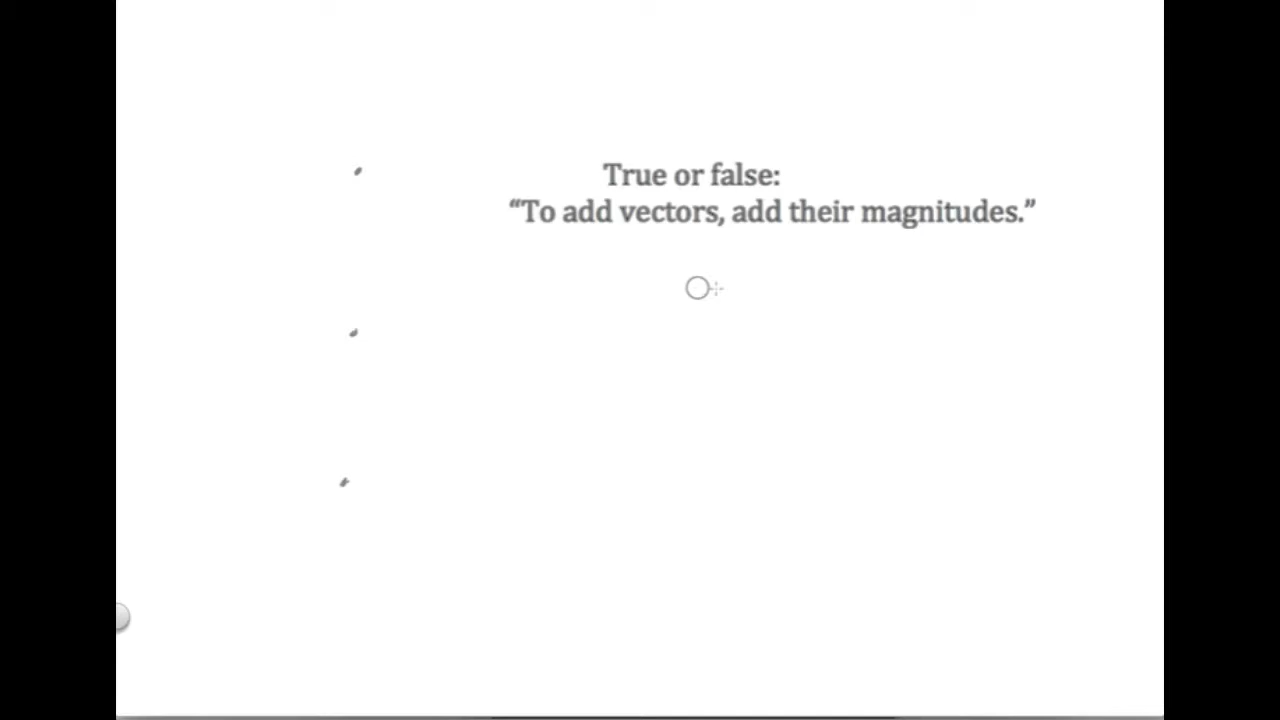 True or false:
“To add vectors, add their magnitudes.”